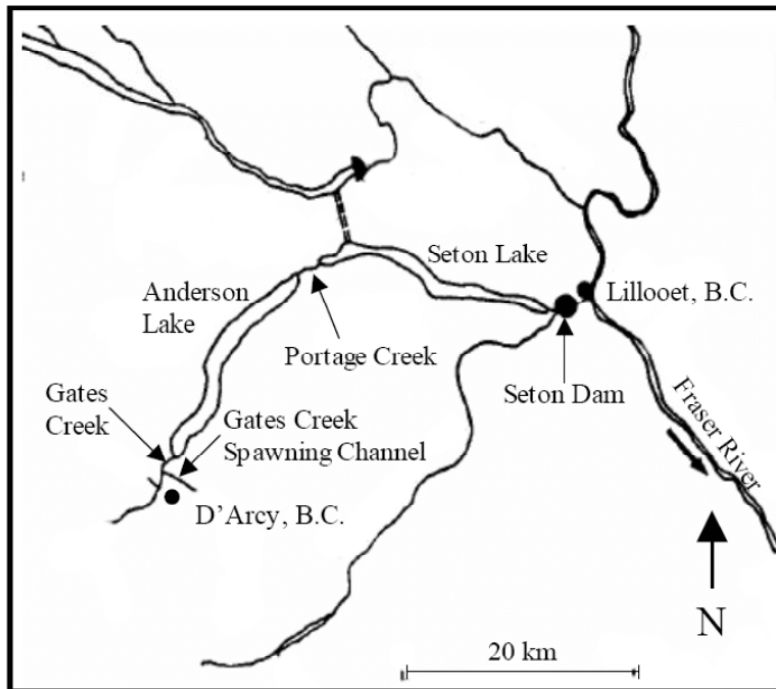 Seton Lake
Anderson
Lake
Lillooet, B.C.
Portage Creek
Seton Dam
Gates
Creek
Gates Creek
Spawning Channel
Fraser River
D’Arcy, B.C.
N
20 km